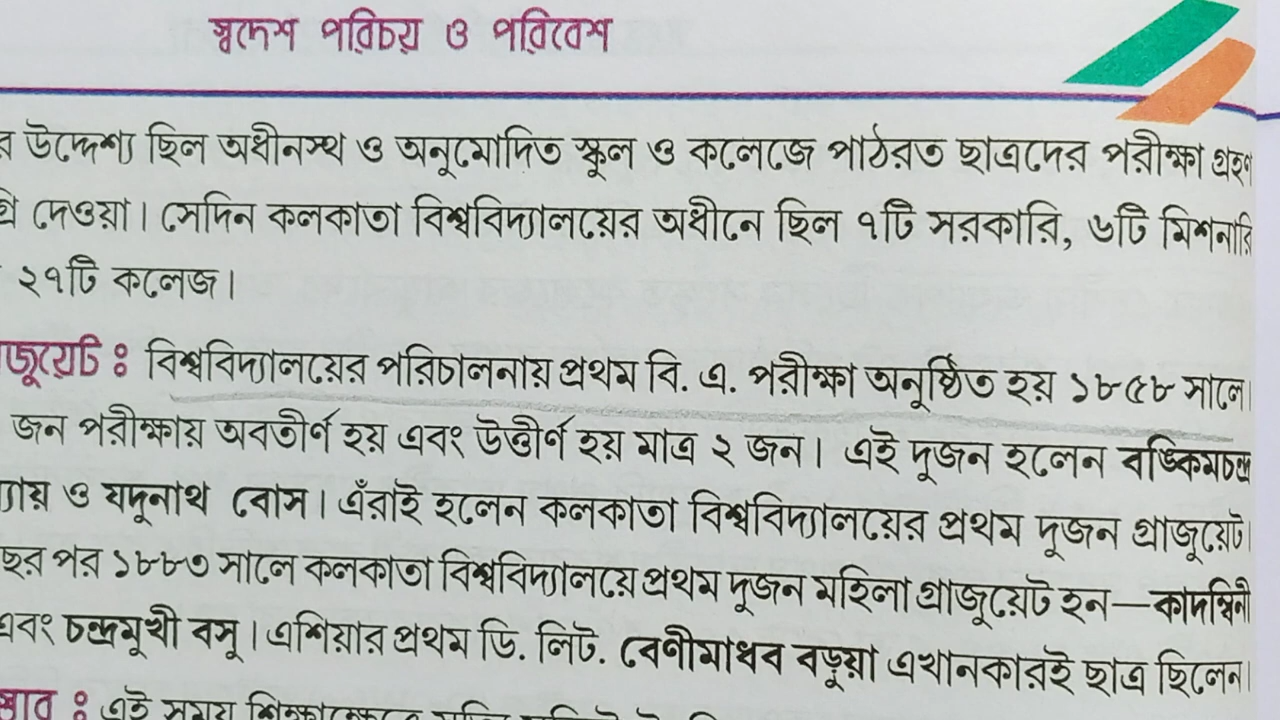 স্বদেশ পরিচয় ও পরিবেশ
র উদ্দেশ্য ছিল অধীনস্থ ও অনুমোদিত স্কুল ও কলেজে পাঠরত ছাত্রদের পরীক্ষা গ্রহণ
দেওয়া। সেদিন কলকাতা বিশ্ববিদ্যালয়ের অধীনে ছিল ৭টি সরকারি, ৬টি মিশনারি
২৭টি কলেজ।
জুয়েট ঃ বিশ্ববিদ্যালয়ের পরিচালনায় প্রথম বি. এ. পরীক্ষা অনুষ্ঠিত হয় ১৮৫৮ সালে।
জন পরীক্ষায় অবতীর্ণ হয় এবং উত্তীর্ণ হয় মাত্র ২ জন। এই দুজন হলেন বঙ্কিমচন্দ্র
্যায় ও যদুনাথ বোস। এঁরাই হলেন কলকাতা বিশ্ববিদ্যালয়ের প্রথম দুজন গ্রাজুয়েট।
ছর পর ১৮৮৩ সালে কলকাতা বিশ্ববিদ্যালয়ে প্রথম দুজন মহিলা গ্রাজুয়েট হন—কাদম্বিনী
এবং চন্দ্রমুখী বসু। এশিয়ার প্রথম ডি. লিট. বেণীমাধব বড়ুয়া এখানকারই ছাত্র ছিলেন।
এই সময়